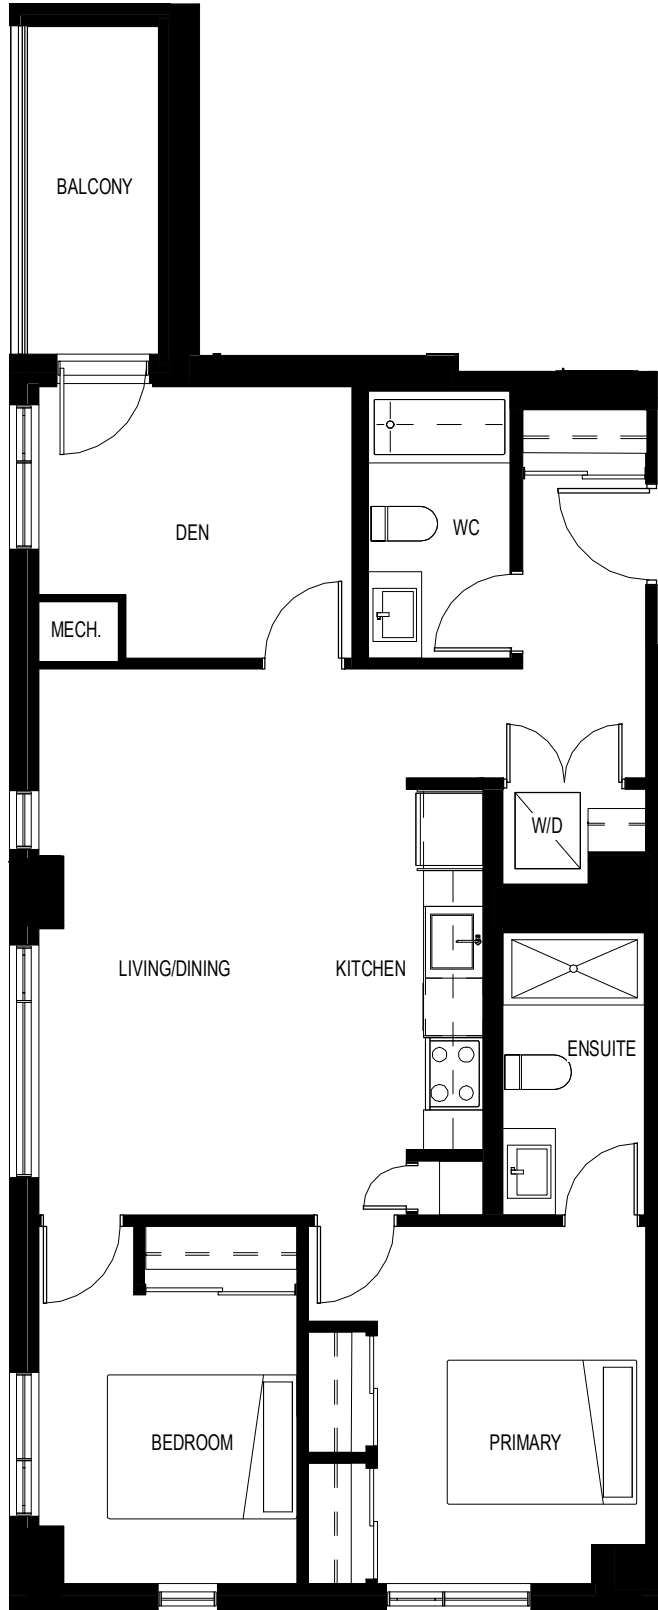 BALCONY
DEN
WC
MECH.
W/D
LIVING/DINING
KITCHEN
ENSUITE
BEDROOM
PRIMARY